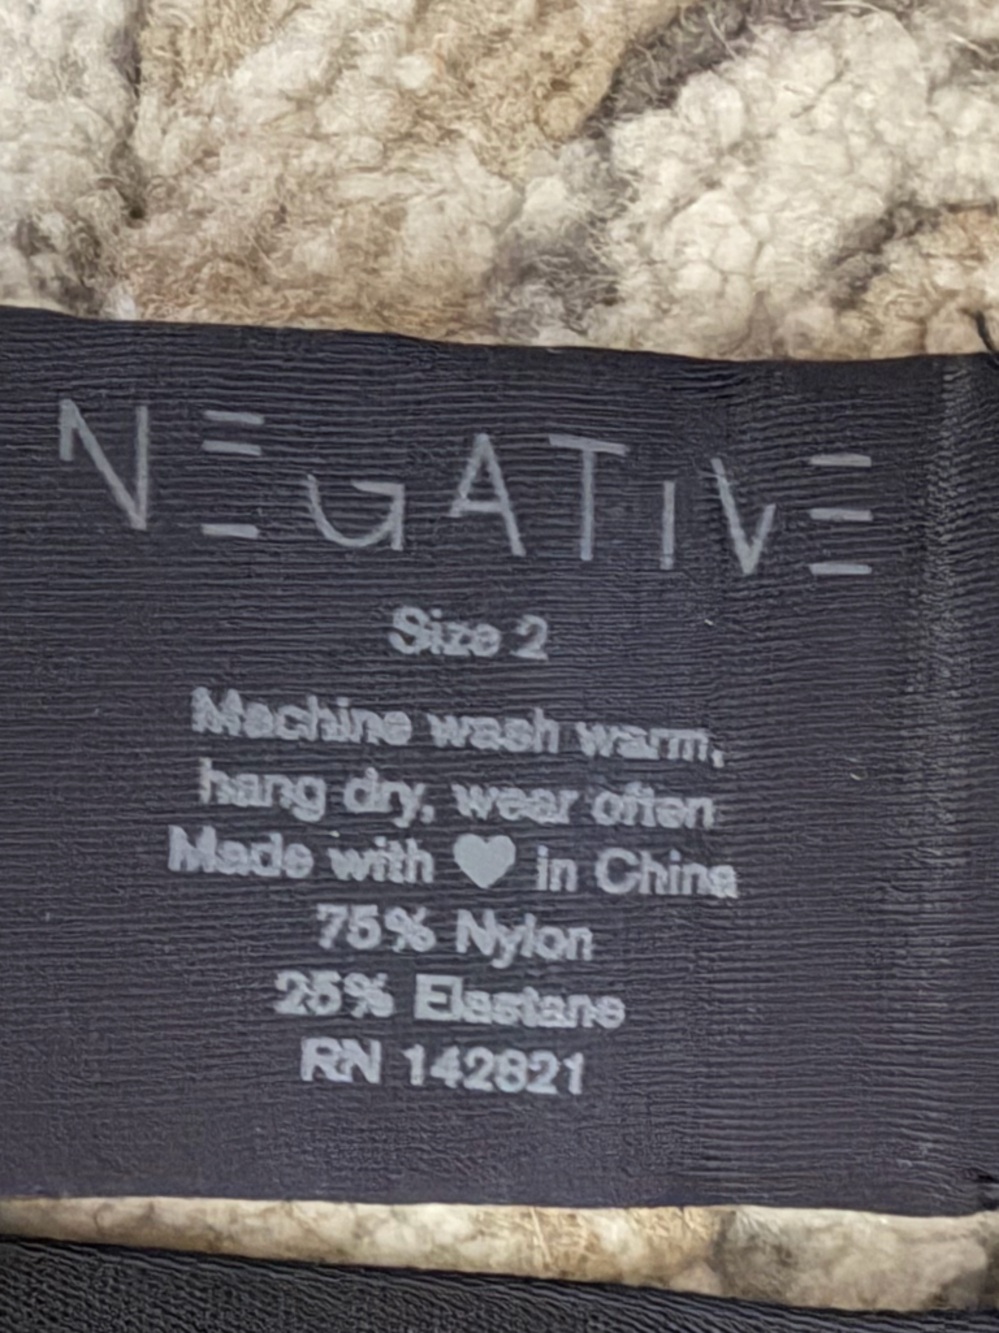 NEGATIVE
Size 2
Machine wash warm,
hang dry, wear often
Made with ♥ in China
75% Nylon
25% Elastane
RN 142821